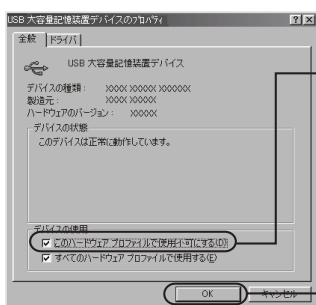 USB 大容量記憶装置デバイスのプロパティ
全般 ドライバ
USB 大容量記憶装置デバイス
デバイスの種類: XXXX XXXXX XXXXXX
製造元: XXXX XXXXX
ハードウェアのバージョン: XXXXX
デバイスの状態
このデバイスは正常に動作しています。
デバイスの使用
このハードウェア プロファイルで使用不可にする(D)
すべてのハードウェア プロファイルで使用する(E)
OK キャンセル